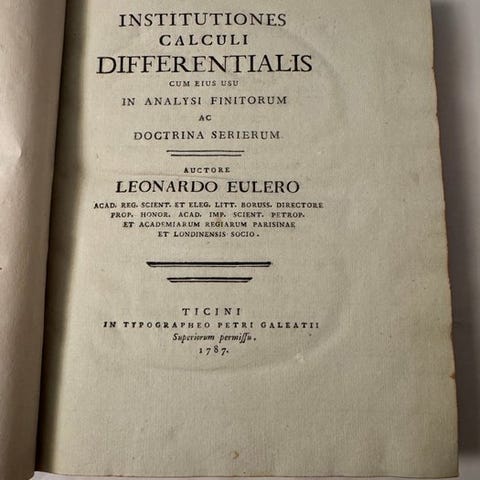 INSTITUTIONES
CALCULI
DIFFERENTIALIS
CUM EIUS USU
IN ANALYSI FINITORUM
AC
DOCTRINA SERIERUM
AUCTORE
LEONARDO EULERO
ACAD. REG. SCIENT. ET ELEG. LITT. BORUSS. DIRECTORE
PROP. HONOR. ACAD. IMP. SCIENT. PETROP.
ET ACADEMIARUM REGIARUM PARISINAE
ET LONDINENSIS SOCIO.
TICINI
IN TYPOGRAPHEO PETRI GALEATII
Superiorum permiſſu.
1787.